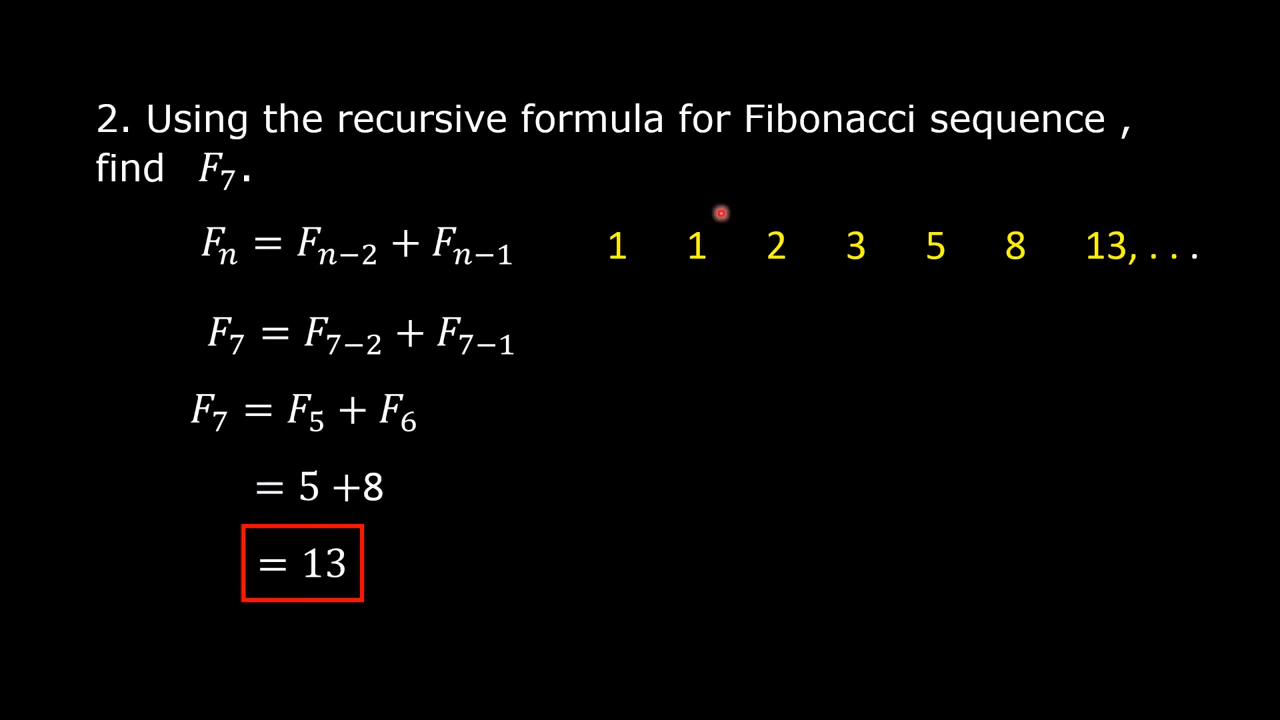 2. Using the recursive formula for Fibonacci sequence ,
find F₇.
Fₙ = Fₙ₋₂ + Fₙ₋₁
1 1 2 3 5 8 13, . . .
F₇ = F₇₋₂ + F₇₋₁
F₇ = F₅ + F₆
= 5 +8
= 13